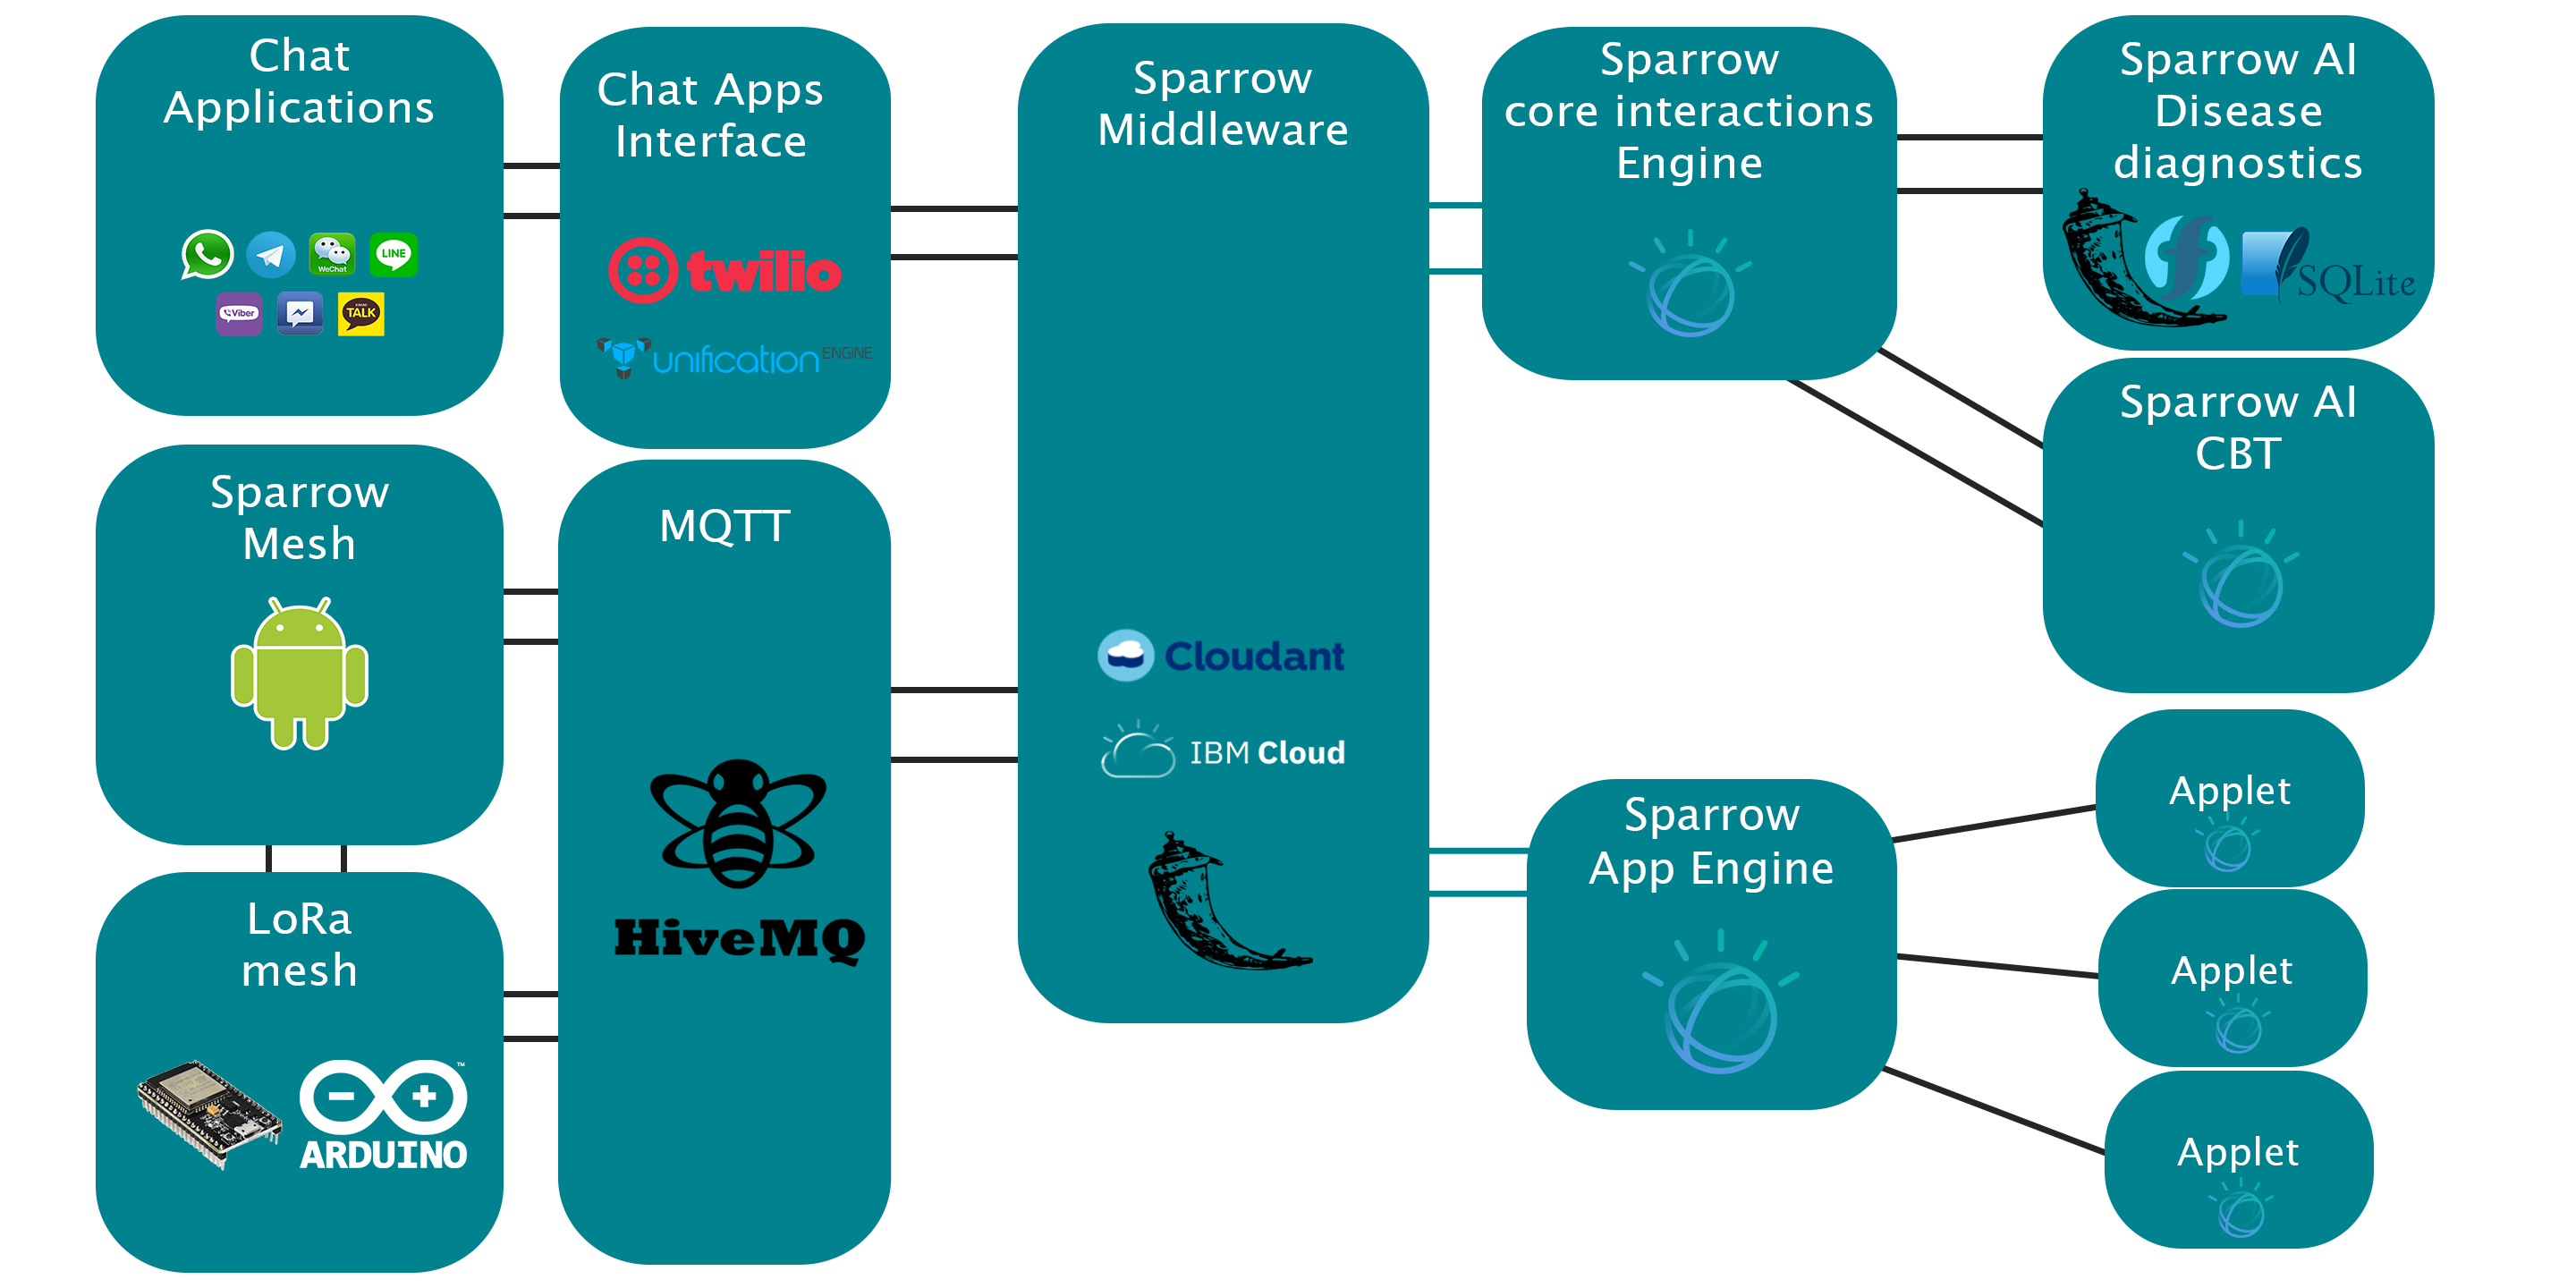 Chat
Applications
WeChat
LINE
Viber
TALK
Chat Apps
Interface
twilio
unification ENGINE
Sparrow
Mesh
MQTT
HiveMQ
LoRa
mesh
ARDUINO
TM
Sparrow
Middleware
Cloudant
IBM Cloud
Sparrow
core interactions
Engine
Sparrow AI
Disease
diagnostics
SQLite
Sparrow AI
CBT
Sparrow
App Engine
Applet
Applet
Applet